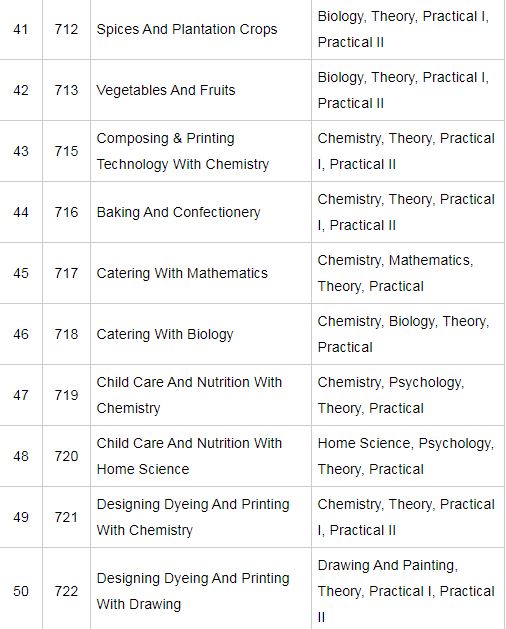 41 712 Spices And Plantation Crops Biology, Theory, Practical I,
Practical II
42 713 Vegetables And Fruits Biology, Theory, Practical I,
Practical II
43 715 Composing & Printing
Technology With Chemistry
Chemistry, Theory, Practical
I, Practical II
44 716 Baking And Confectionery Chemistry, Theory, Practical
I, Practical II
45 717 Catering With Mathematics Chemistry, Mathematics,
Theory, Practical
46 718 Catering With Biology Chemistry, Biology, Theory,
Practical
47 719 Child Care And Nutrition With
Chemistry
Chemistry, Psychology,
Theory, Practical
48 720 Child Care And Nutrition With
Home Science
Home Science, Psychology,
Theory, Practical
49 721 Designing Dyeing And Printing
With Chemistry
Chemistry, Theory, Practical
I, Practical II
50 722 Designing Dyeing And Printing
With Drawing
Drawing And Painting,
Theory, Practical I, Practical
II